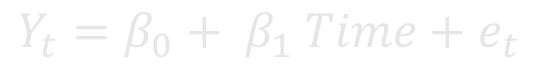 Yₜ = β₀ + β₁ Time + eₜ